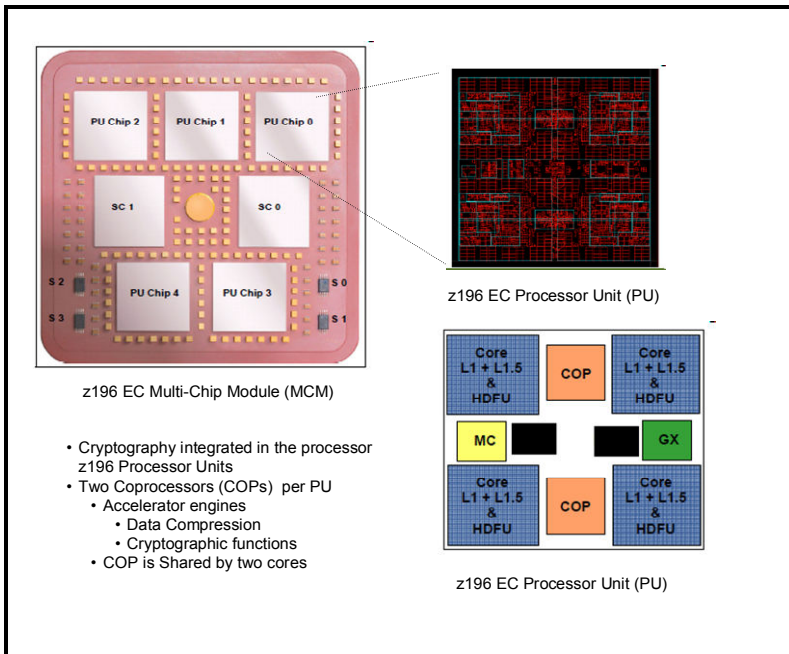 PU Chip 2
PU Chip 1
PU Chip 0
SC 1
SC 0
S 2
S 0
PU Chip 4
PU Chip 3
S 3
S 1
z196 EC Multi-Chip Module (MCM)
z196 EC Processor Unit (PU)
• Cryptography integrated in the processor
z196 Processor Units
• Two Coprocessors (COPs) per PU
• Accelerator engines
• Data Compression
• Cryptographic functions
• COP is Shared by two cores
Core
L1 + L1.5
&
HDFU
COP
Core
L1 + L1.5
&
HDFU
MC
GX
Core
L1 + L1.5
&
HDFU
COP
Core
L1 + L1.5
&
HDFU
z196 EC Processor Unit (PU)